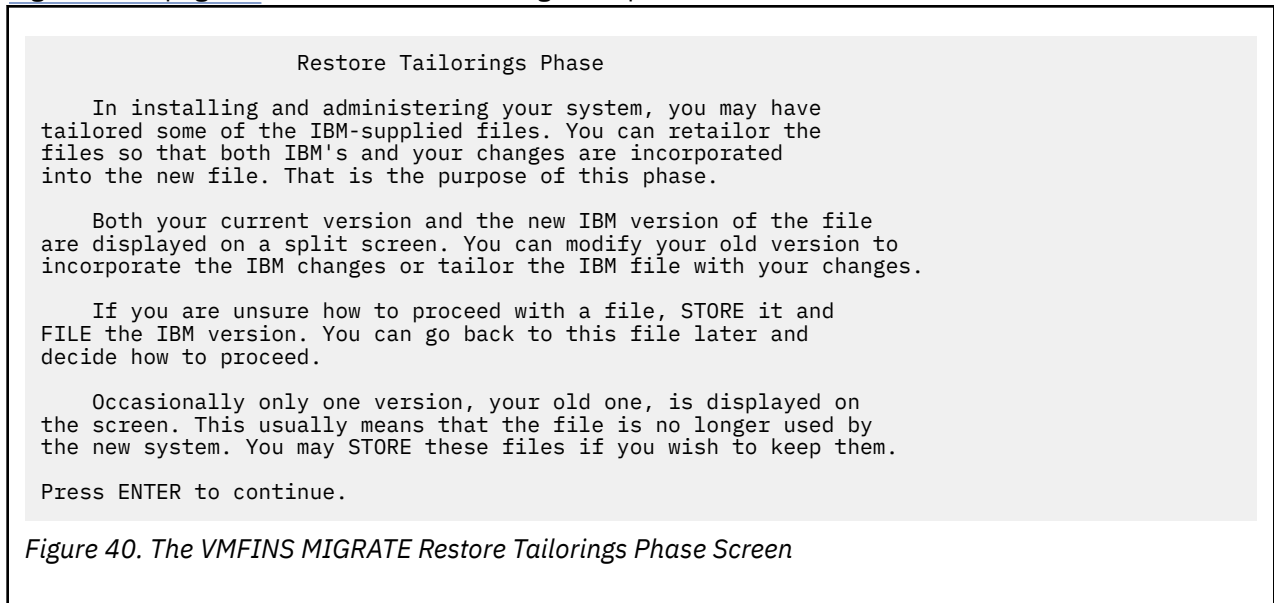 Restore Tailorings Phase
In installing and administering your system, you may have
tailored some of the IBM-supplied files. You can retailor the
files so that both IBM's and your changes are incorporated
into the new file. That is the purpose of this phase.
Both your current version and the new IBM version of the file
are displayed on a split screen. You can modify your old version to
incorporate the IBM changes or tailor the IBM file with your changes.
If you are unsure how to proceed with a file, STORE it and
FILE the IBM version. You can go back to this file later and
decide how to proceed.
Occasionally only one version, your old one, is displayed on
the screen. This usually means that the file is no longer used by
the new system. You may STORE these files if you wish to keep them.
Press ENTER to continue.
Figure 40. The VMFINS MIGRATE Restore Tailorings Phase Screen